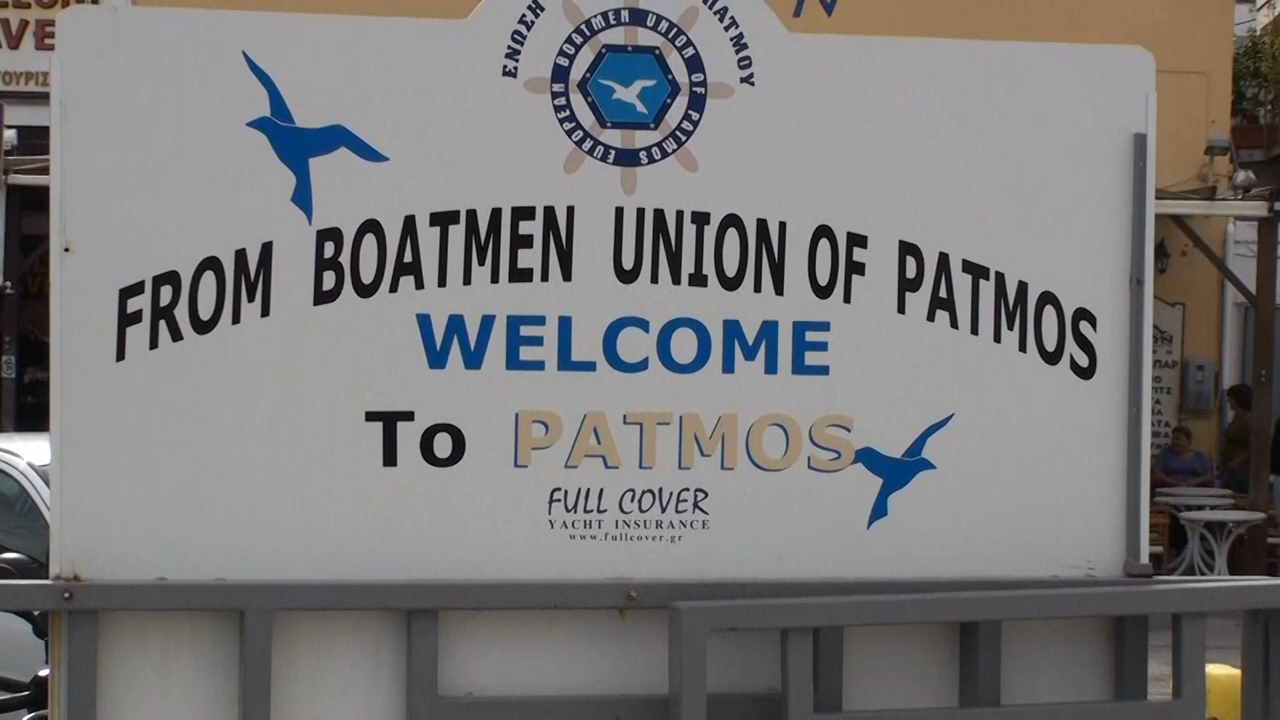 ΕΝΩΣΗ
ΠΑΤΜΟΥ
EUROPEAN BOATMEN UNION OF PATMOS
FROM BOATMEN UNION OF PATMOS
WELCOME
To PATMOS
FULL COVER
YACHT INSURANCE
www.fullcover.gr